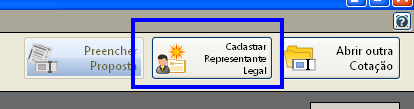 Preencher
Proposta
Cadastrar
Representante
Legal
Abrir outra
Cotação